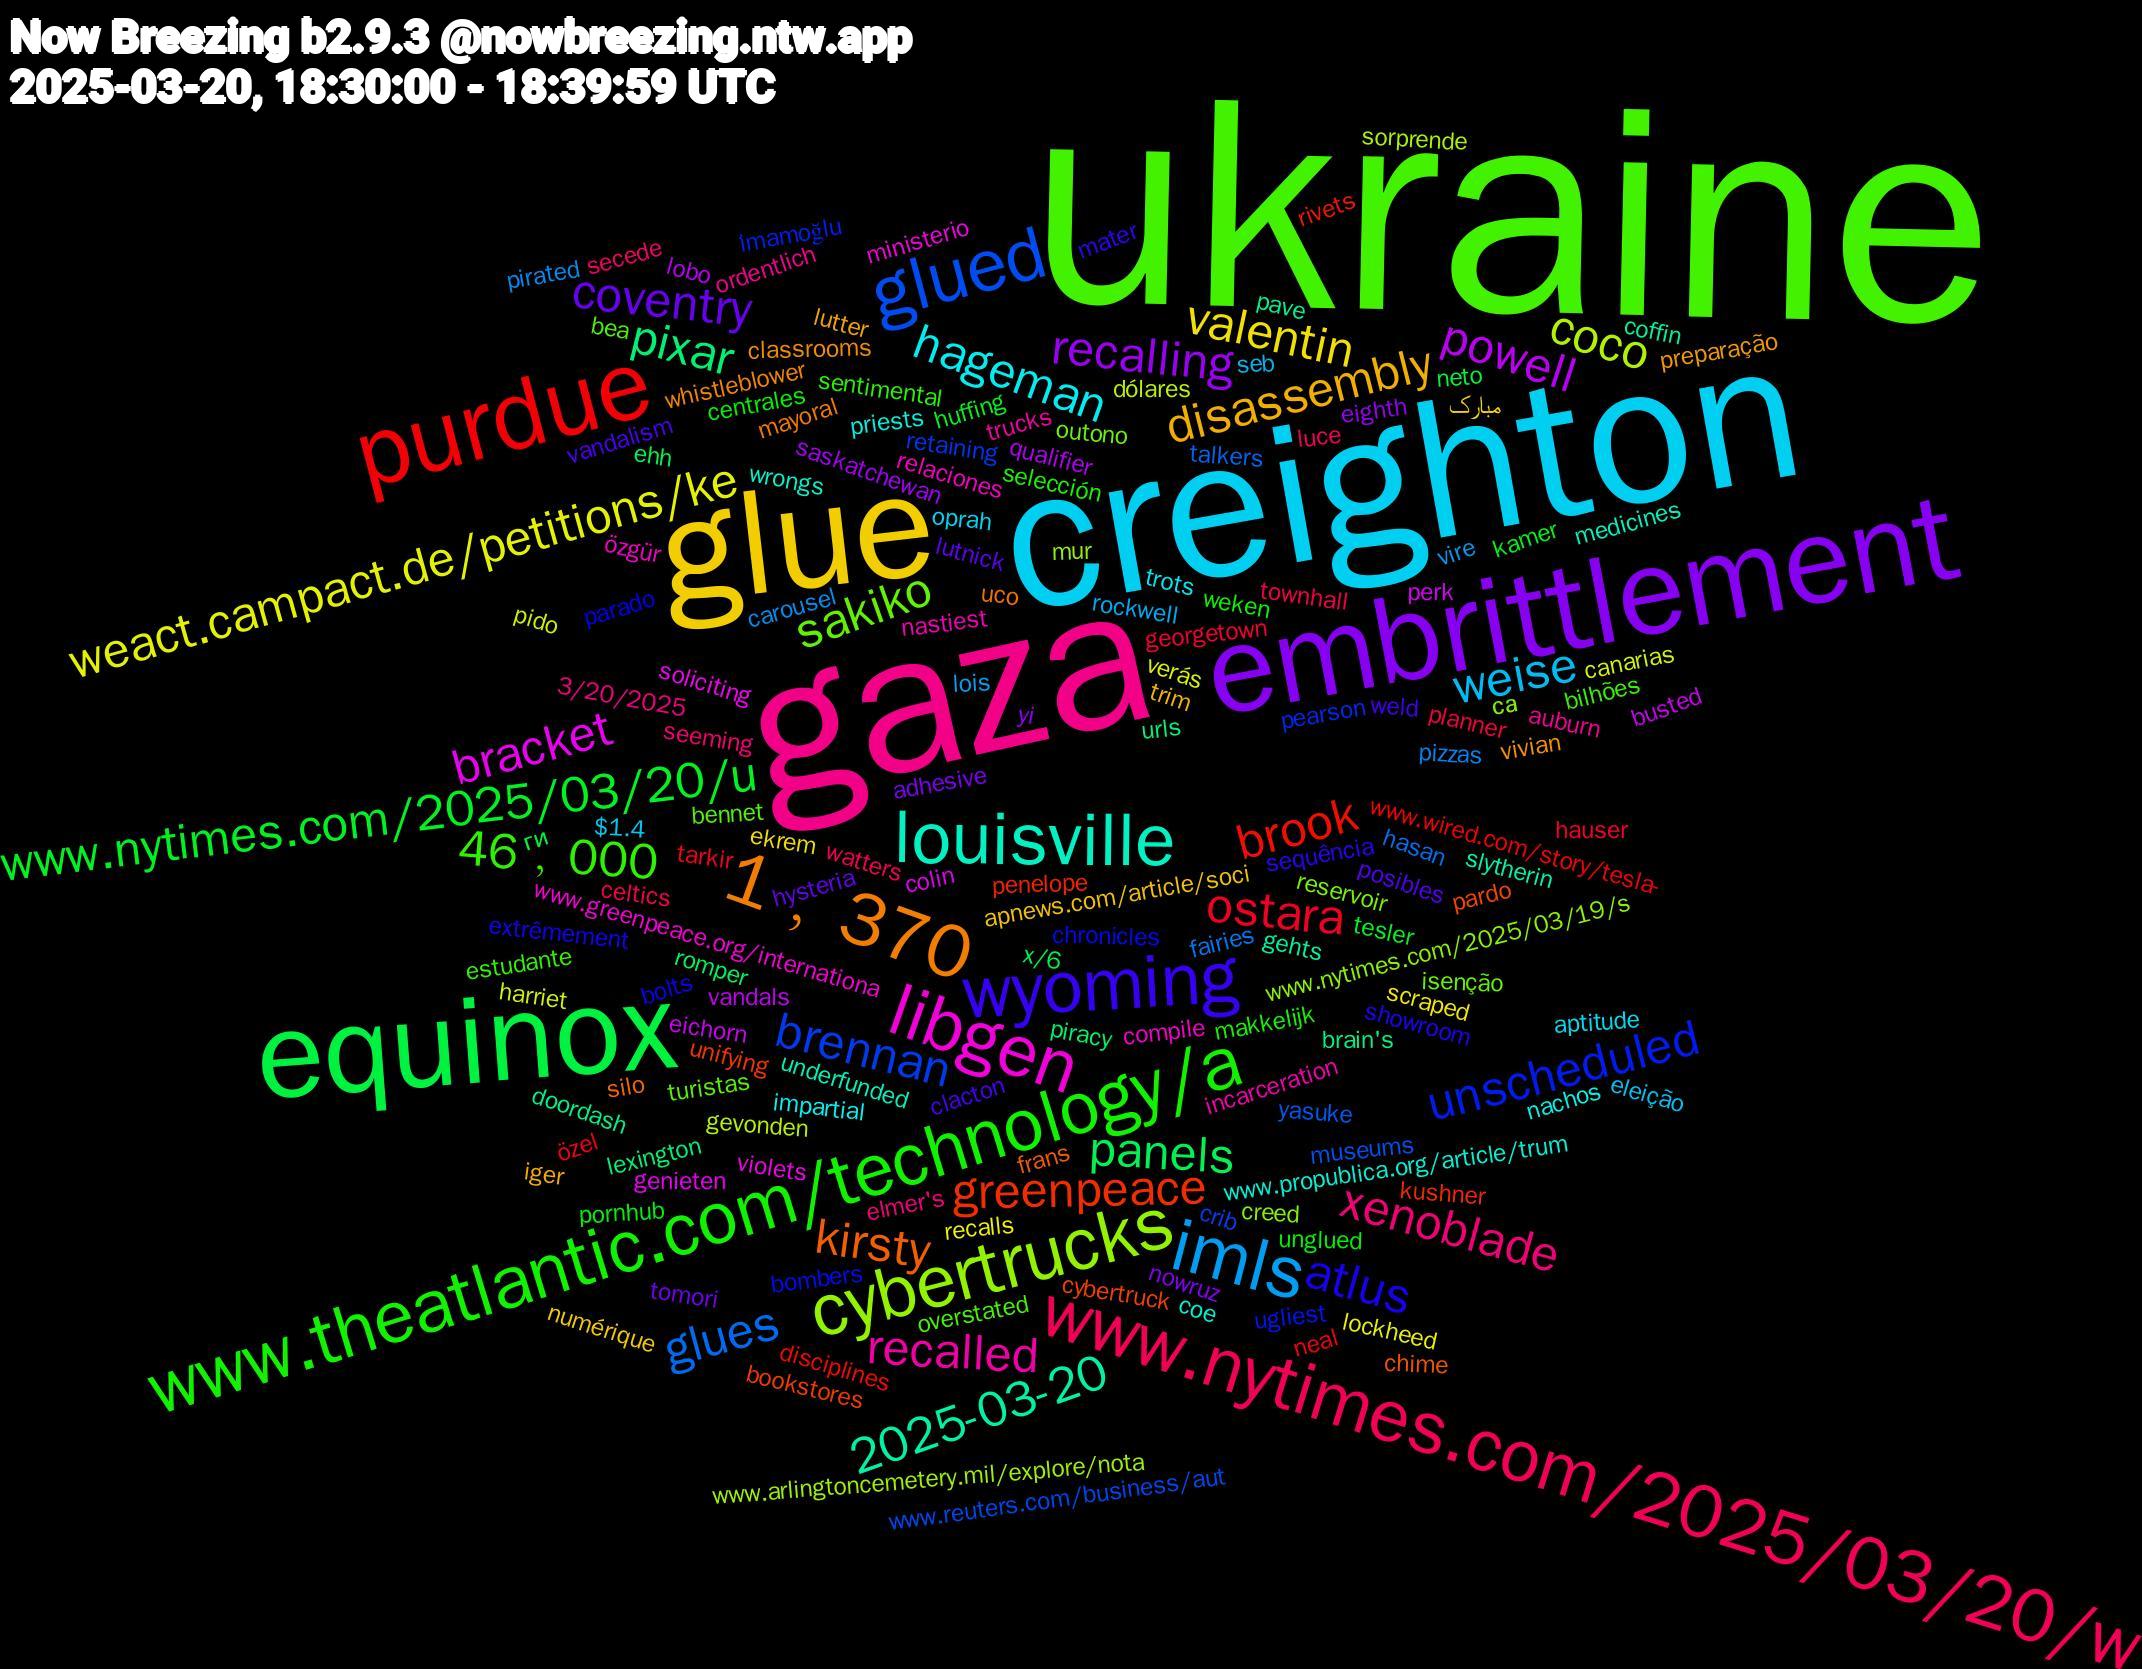 Now Breezing b2.9.3 @nowbreezing.ntw.app
2025-03-20, 18:30:00 - 18:39:59 UTC
ukraine
creighton
gaza
glue
embrittlement
purdue
equinox
louisville
wyoming
1,370
libgen
cybertrucks
imls
www.theatlantic.com/technology/a
www.nytimes.com/2025/03/20/w
www.nytimes.com/2025/03/20/u
weact.campact.de/petitions/ke
glued
coventry
pixar
hageman
recalling
valentin
powell
coco
disassembly
sakiko
weise
bracket
46,000
brook
ostara
brennan
unscheduled
panels
greenpeace
kirsty
xenoblade
atlus
glues
recalled
2025-03-20
sorprende
rivets
mater
ministerio
lobo
imamoğlu
ordentlich
secede
pirated
bea
lutter
classrooms
whistleblower
mayoral
centrales
sentimental
huffing
vandalism
ehh
saskatchewan
priests
wrongs
retaining
relaciones
trucks
qualifier
selección
outono
dólares
eighth
seb
pave
coffin
talkers
luce
neto
preparação
مبارک
oprah
özgür
lutnick
mur
uco
nastiest
trots
vire
rockwell
perk
weken
kamer
medicines
townhall
georgetown
parado
carousel
pido
lois
soliciting
3/20/2025
seeming
yi
adhesive
urls
verás
trim
pearson
weld
planner
pizzas
auburn
vivian
ca
bilhões
canarias
busted
bennet
$1.4
ekrem
watters
tarkir
ги
celtics
hysteria
colin
elmer's
penelope
apnews.com/article/soci
sequência
posibles
hasan
www.wired.com/story/tesla-
hauser
slytherin
reservoir
pardo
www.nytimes.com/2025/03/19/s
tesler
gehts
fairies
isenção
www.greenpeace.org/internationa
extrêmement
chronicles
x/6
romper
estudante
bolts
vandals
harriet
eichorn
piracy
compile
makkelijk
scraped
showroom
brain's
aptitude
unifying
underfunded
silo
turistas
incarceration
clacton
impartial
nachos
eleição
doordash
gevonden
yasuke
lexington
violets
genieten
frans
museums
www.propublica.org/article/trum
kushner
pornhub
recalls
creed
crib
unglued
nowruz
tomori
bombers
cybertruck
coe
ugliest
lockheed
iger
numérique
overstated
neal
chime
özel
disciplines
bookstores
www.arlingtoncemetery.mil/explore/nota
www.reuters.com/business/aut